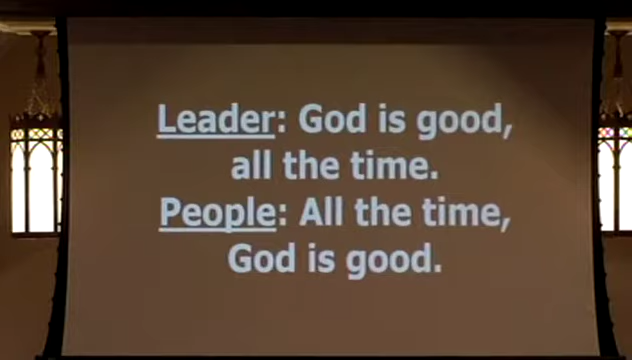 Leader: God is good,
all the time.
People: All the time,
God is good.